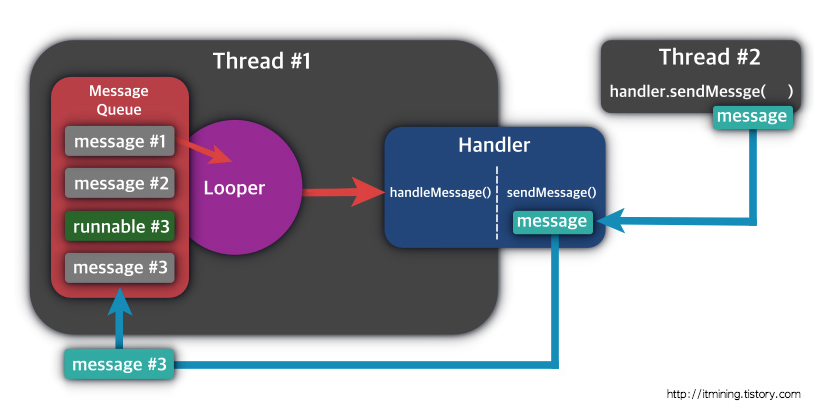 Thread #1
Message
Queue
message #1
message #2
runnable #3
message #3
Looper
Handler
handleMessage()
sendMessage()
message
Thread #2
handler.sendMessge( )
message
message #3
http://itmining.tistory.com